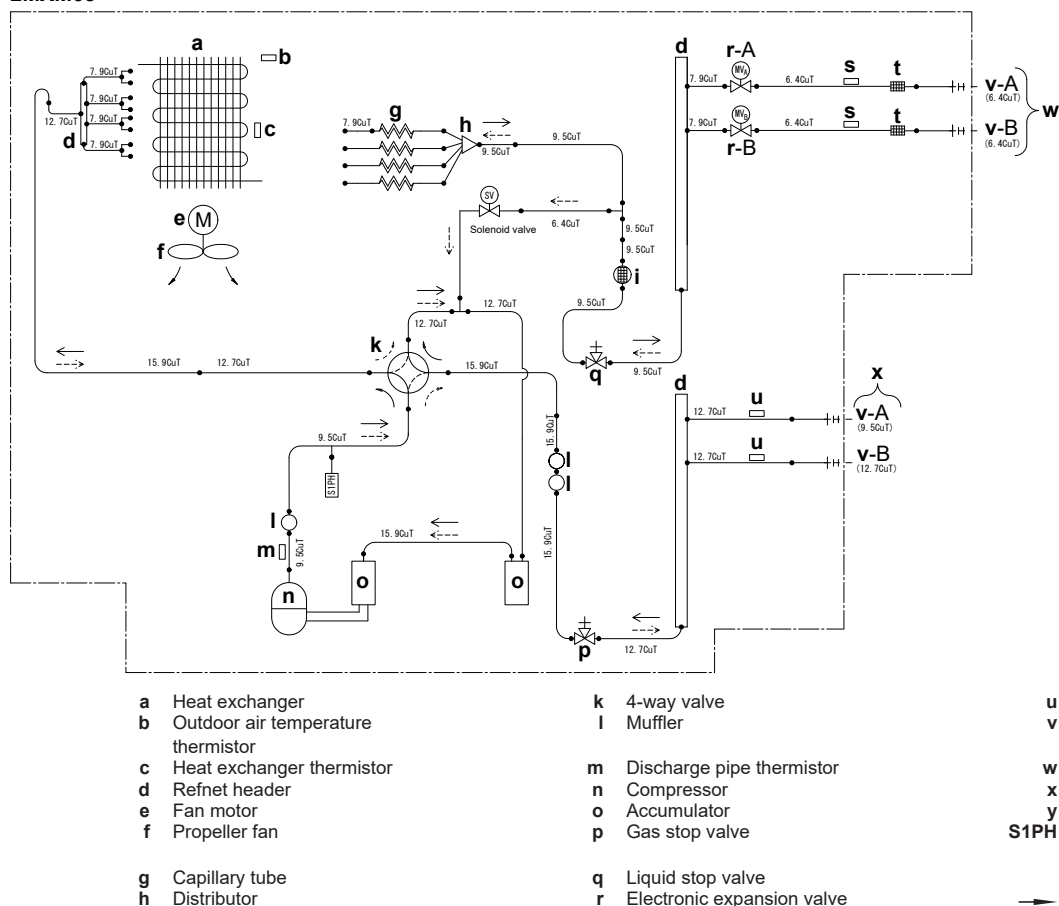 a
b
c
d
e M
f
7.9CuT
7.9CuT
7.9CuT
7.9CuT
12.7CuT
g
h
7.9CuT
9.5CuT
9.5CuT
SV
Solenoid valve
6.4CuT
9.5CuT
9.5CuT
i
9.5CuT
q
9.5CuT
d
r-A
MVA
7.9CuT
6.4CuT
s
t
v-A
(6.4CuT)
w
MVB
7.9CuT
6.4CuT
s
t
v-B
(6.4CuT)
r-B
12.7CuT
12.7CuT
k
15.9CuT
12.7CuT
15.9CuT
d
12.7CuT
u
x
v-A
(9.5CuT)
12.7CuT
u
v-B
(12.7CuT)
9.5CuT
S1PH
15.9CuT
l
l
l
m
9.5CuT
n
15.9CuT
o
o
15.9CuT
p
12.7CuT
a Heat exchanger
b Outdoor air temperature
thermistor
c Heat exchanger thermistor
d Refnet header
e Fan motor
f Propeller fan
g Capillary tube
h Distributor
k 4-way valve
l Muffler
m Discharge pipe thermistor
n Compressor
o Accumulator
p Gas stop valve
q Liquid stop valve
r Electronic expansion valve
u
v
w
x
y
S1PH